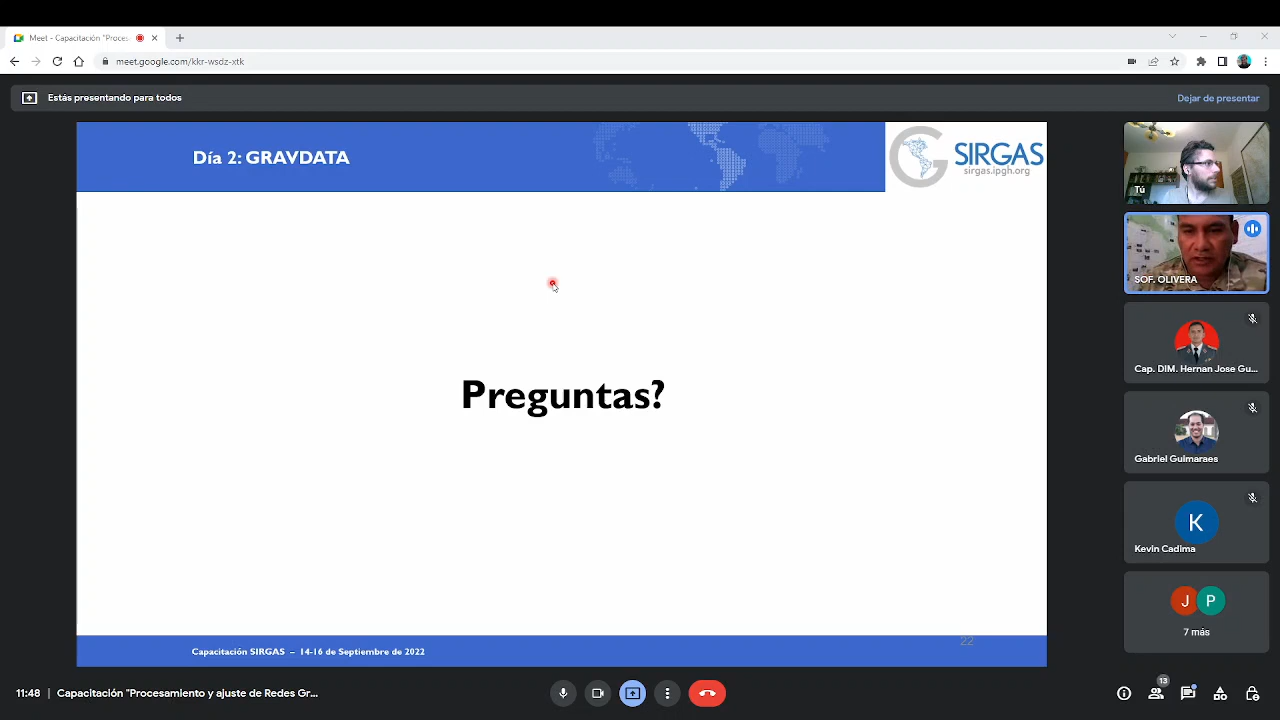 Meet - Capacitación "Proces
meet.google.com/kkr-wsdz-xtk
Estás presentando para todos
Dejar de presentar
Día 2: GRAVDATA
SIRGAS
sirgas.ipgh.org
Tú
SOF. OLIVERA
Preguntas?
Cap. DIM. Hernan Jose Gu...
Gabriel Guimaraes
K
Kevin Cadima
J P
7 más
22
Capacitación SIRGAS – 14-16 de Septiembre de 2022
11:48 | Capacitación "Procesamiento y ajuste de Redes Gr...
13